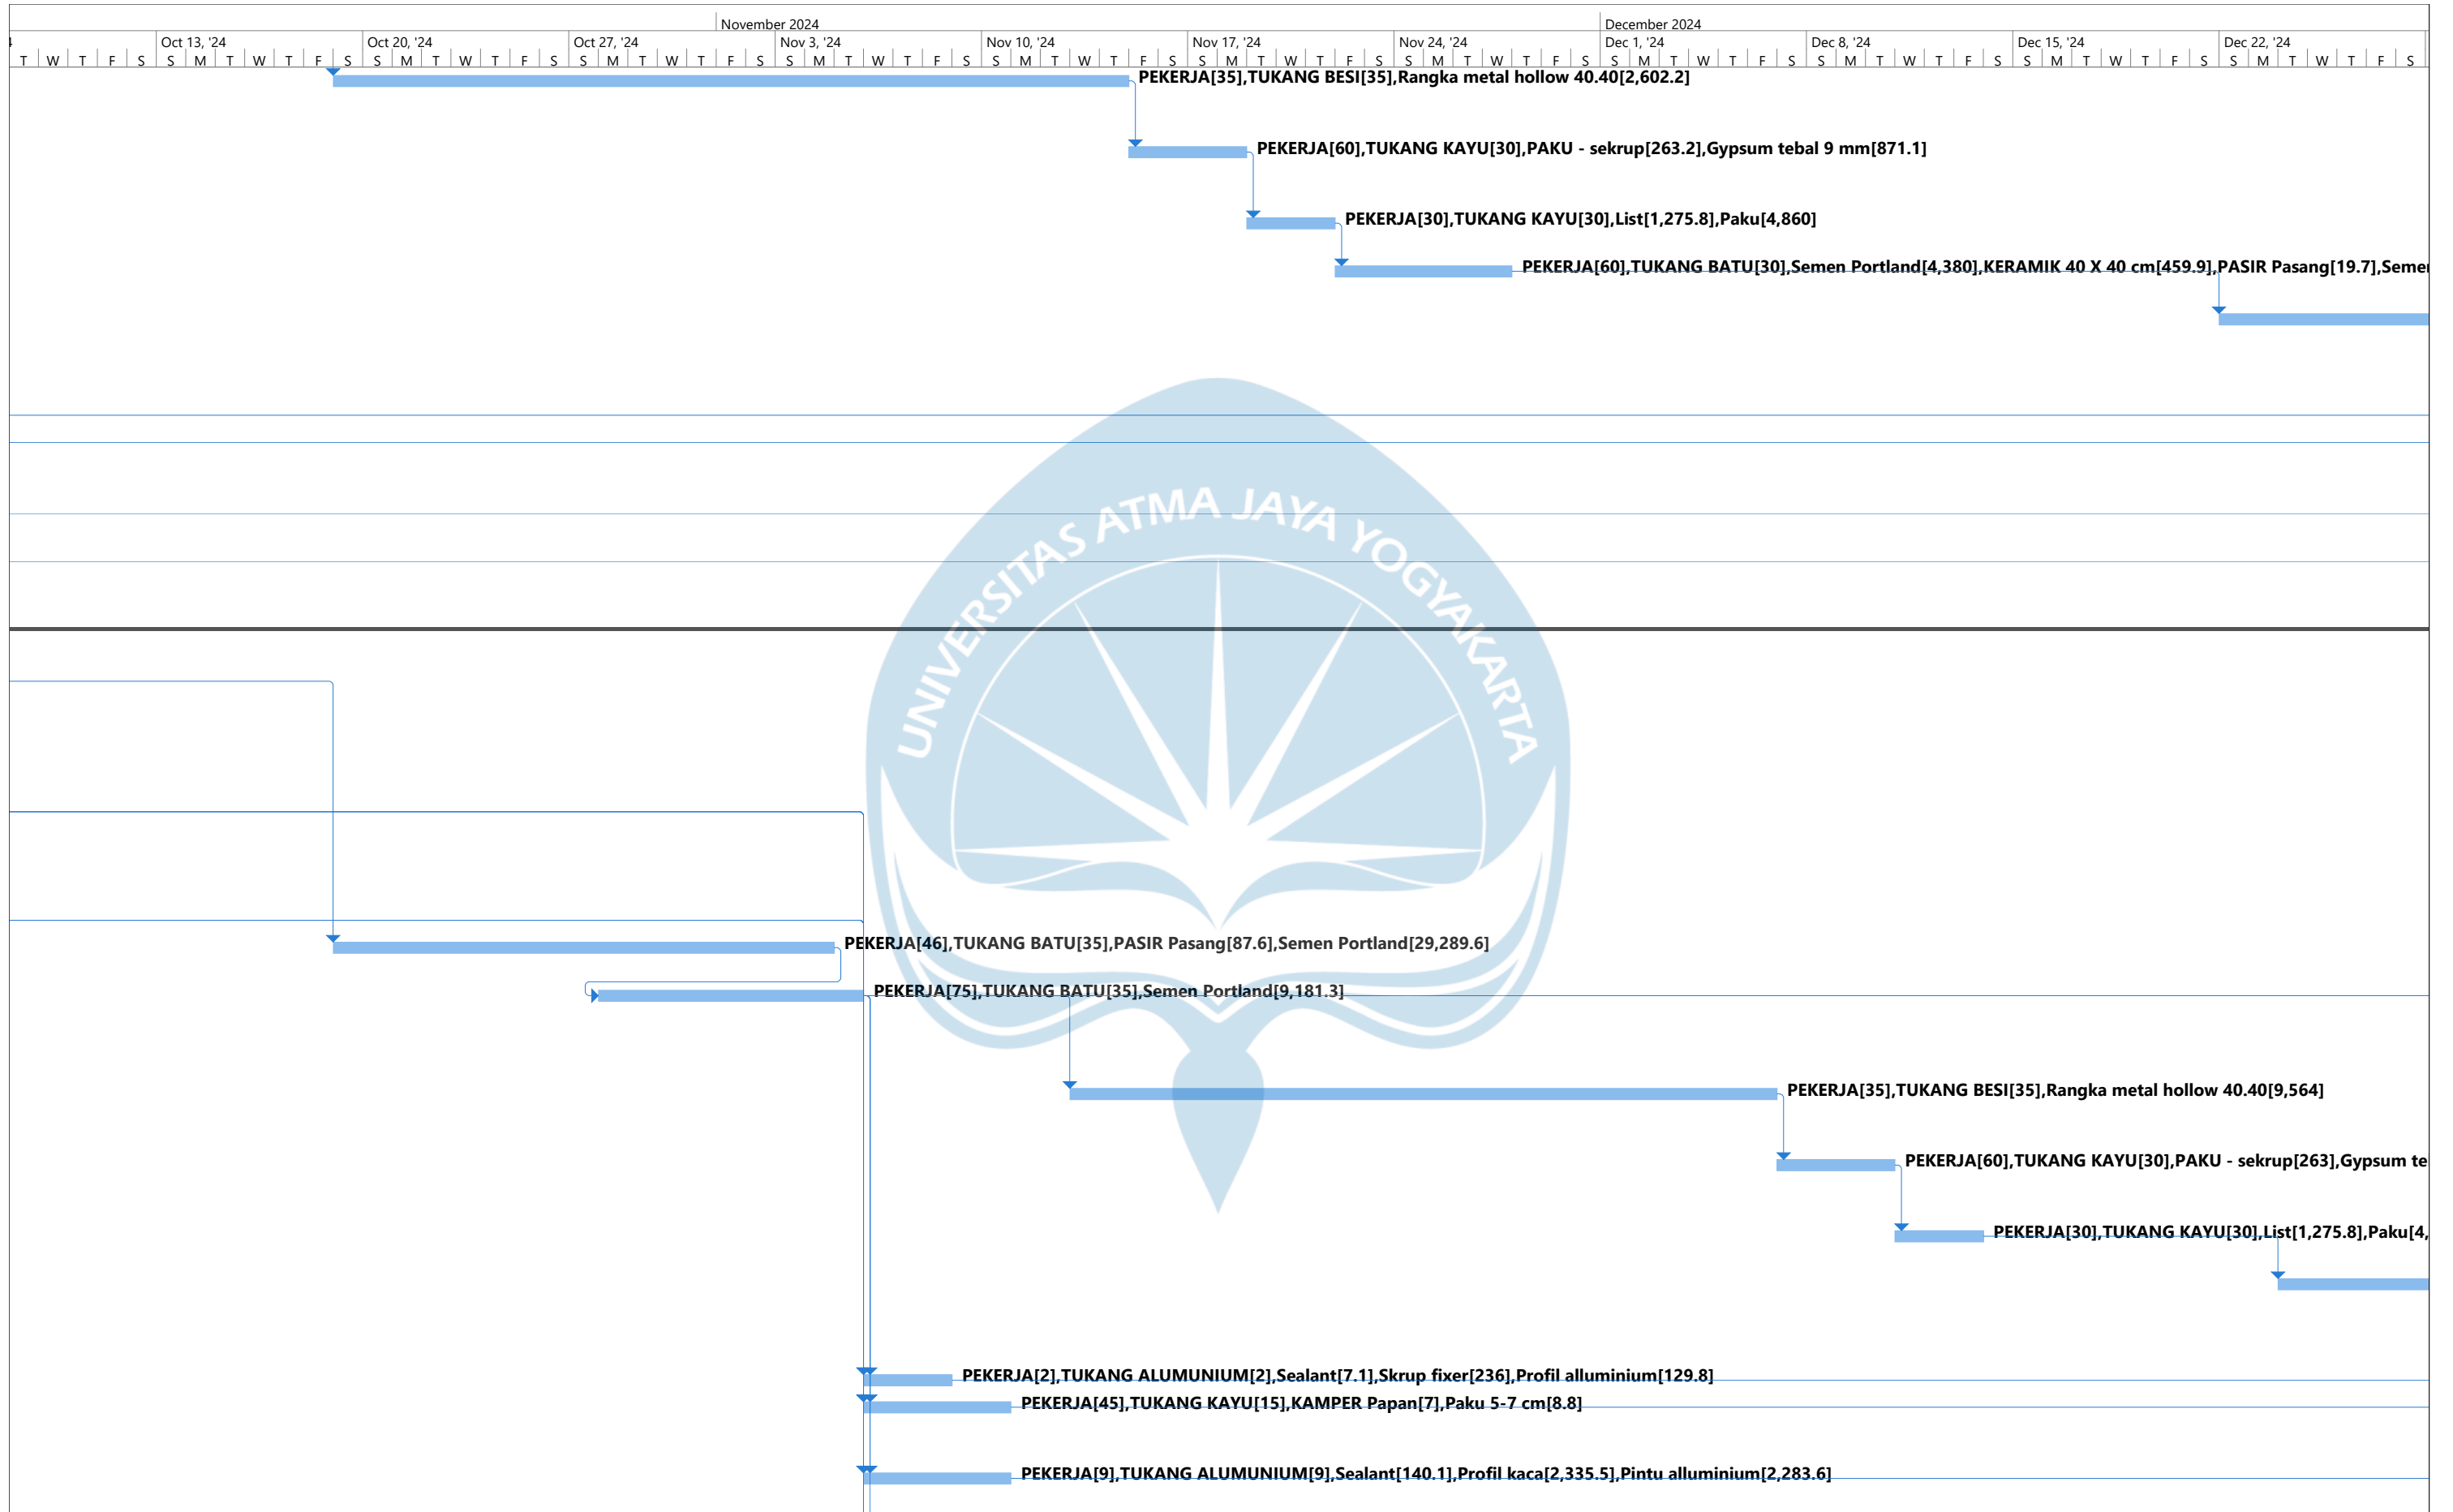 November 2024 December 2024
Oct 13, '24 Oct 20, '24 Oct 27, '24 Nov 3, '24 Nov 10, '24 Nov 17, '24 Nov 24, '24 Dec 1, '24 Dec 8, '24 Dec 15, '24 Dec 22, '24
T W T F S S M T W T F S S M T W T F S S M T W T F S S M T W T F S S M T W T F S S M T W T F S S M T W T F S S M T W T F S S M T W T F S S M T W T F S S M T W T F S
PEKERJA[35],TUKANG BESI[35],Rangka metal hollow 40.40[2,602.2]
PEKERJA[60],TUKANG KAYU[30],PAKU - sekrup[263.2],Gypsum tebal 9 mm[871.1]
PEKERJA[30],TUKANG KAYU[30],List[1,275.8],Paku[4,860]
PEKERJA[60],TUKANG BATU[30],Semen Portland[4,380],KERAMIK 40 X 40 cm[459.9],PASIR Pasang[19.7],Semen
UNIVERSITAS ATMA JAYA YOGYAKARTA
PEKERJA[46],TUKANG BATU[35],PASIR Pasang[87.6],Semen Portland[29,289.6]
PEKERJA[75],TUKANG BATU[35],Semen Portland[9,181.3]
PEKERJA[35],TUKANG BESI[35],Rangka metal hollow 40.40[9,564]
PEKERJA[60],TUKANG KAYU[30],PAKU - sekrup[263],Gypsum te
PEKERJA[30],TUKANG KAYU[30],List[1,275.8],Paku[4,
PEKERJA[2],TUKANG ALUMUNIUM[2],Sealant[7.1],Skrup fixer[236],Profil alluminium[129.8]
PEKERJA[45],TUKANG KAYU[15],KAMPER Papan[7],Paku 5-7 cm[8.8]
PEKERJA[9],TUKANG ALUMUNIUM[9],Sealant[140.1],Profil kaca[2,335.5],Pintu alluminium[2,283.6]